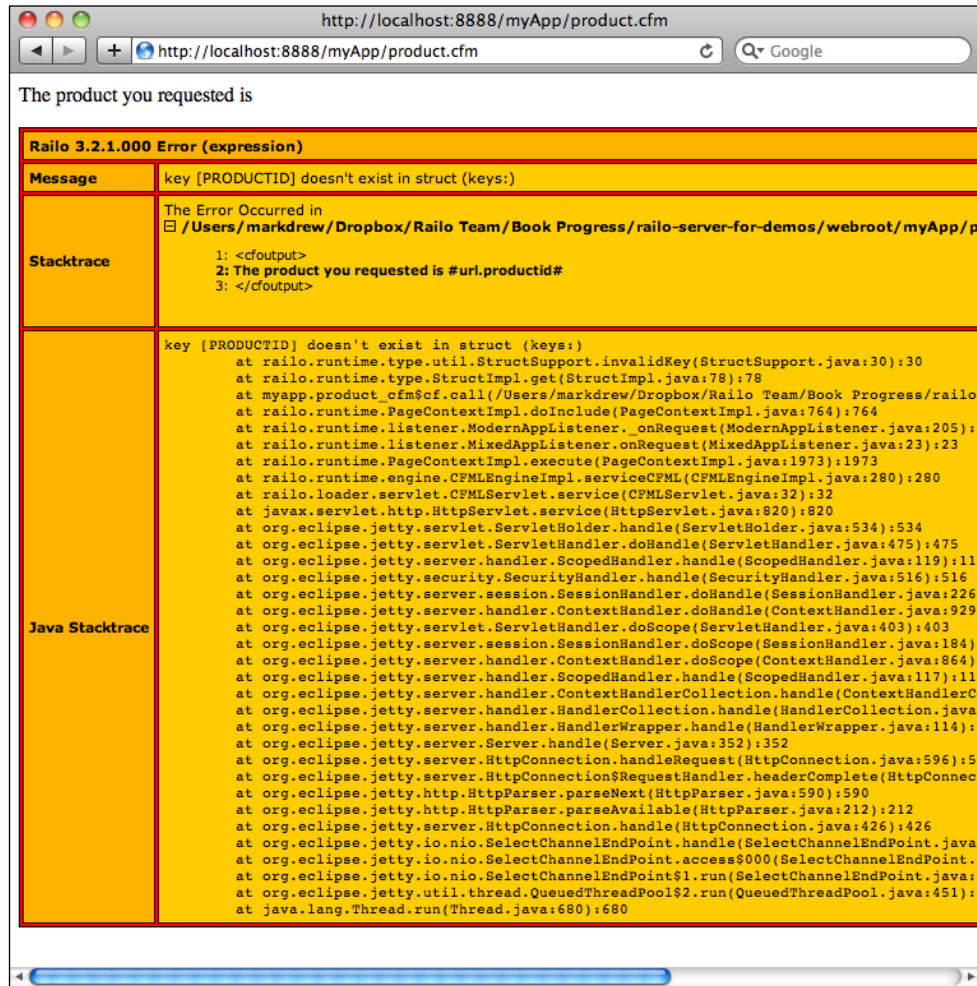 http://localhost:8888/myApp/product.cfm
http://localhost:8888/myApp/product.cfm
Google
The product you requested is
Railo 3.2.1.000 Error (expression)
Message
key [PRODUCTID] doesn't exist in struct (keys:)
Stacktrace
The Error Occurred in
/Users/markdrew/Dropbox/Railo Team/Book Progress/railo-server-for-demos/webroot/myApp/p
1: <cfoutput>
2: The product you requested is #url.productid#
3: </cfoutput>
Java Stacktrace
key [PRODUCTID] doesn't exist in struct (keys:)
at railo.runtime.type.util.StructSupport.invalidKey(StructSupport.java:30):30
at railo.runtime.type.StructImpl.get(StructImpl.java:78):78
at myapp.product_cfm$cf.call(/Users/markdrew/Dropbox/Railo Team/Book Progress/railo
at railo.runtime.PageContextImpl.doInclude(PageContextImpl.java:764):764
at railo.runtime.listener.ModernAppListener._onRequest(ModernAppListener.java:205):
at railo.runtime.listener.MixedAppListener.onRequest(MixedAppListener.java:23):23
at railo.runtime.PageContextImpl.execute(PageContextImpl.java:1973):1973
at railo.runtime.engine.CFMLEngineImpl.serviceCFML(CFMLEngineImpl.java:280):280
at railo.loader.servlet.CFMLServlet.service(CFMLServlet.java:32):32
at javax.servlet.http.HttpServlet.service(HttpServlet.java:820):820
at org.eclipse.jetty.servlet.ServletHolder.handle(ServletHolder.java:534):534
at org.eclipse.jetty.servlet.ServletHandler.doHandle(ServletHandler.java:475):475
at org.eclipse.jetty.server.handler.ScopedHandler.handle(ScopedHandler.java:119):11
at org.eclipse.jetty.security.SecurityHandler.handle(SecurityHandler.java:516):516
at org.eclipse.jetty.server.session.SessionHandler.doHandle(SessionHandler.java:226
at org.eclipse.jetty.server.handler.ContextHandler.doHandle(ContextHandler.java:929
at org.eclipse.jetty.servlet.ServletHandler.doScope(ServletHandler.java:403):403
at org.eclipse.jetty.server.session.SessionHandler.doScope(SessionHandler.java:184)
at org.eclipse.jetty.server.handler.ContextHandler.doScope(ContextHandler.java:864)
at org.eclipse.jetty.server.handler.ScopedHandler.handle(ScopedHandler.java:117):11
at org.eclipse.jetty.server.handler.ContextHandlerCollection.handle(ContextHandlerC
at org.eclipse.jetty.server.handler.HandlerCollection.handle(HandlerCollection.java
at org.eclipse.jetty.server.handler.HandlerWrapper.handle(HandlerWrapper.java:114):
at org.eclipse.jetty.server.Server.handle(Server.java:352):352
at org.eclipse.jetty.server.HttpConnection.handleRequest(HttpConnection.java:596):5
at org.eclipse.jetty.server.HttpConnection$RequestHandler.headerComplete(HttpConnec
at org.eclipse.jetty.http.HttpParser.parseNext(HttpParser.java:590):590
at org.eclipse.jetty.http.HttpParser.parseAvailable(HttpParser.java:212):212
at org.eclipse.jetty.server.HttpConnection.handle(HttpConnection.java:426):426
at org.eclipse.jetty.io.nio.SelectChannelEndPoint.handle(SelectChannelEndPoint.java
at org.eclipse.jetty.io.nio.SelectChannelEndPoint.access$000(SelectChannelEndPoint.
at org.eclipse.jetty.io.nio.SelectChannelEndPoint$1.run(SelectChannelEndPoint.java:
at org.eclipse.jetty.util.thread.QueuedThreadPool$2.run(QueuedThreadPool.java:451):
at java.lang.Thread.run(Thread.java:680):680